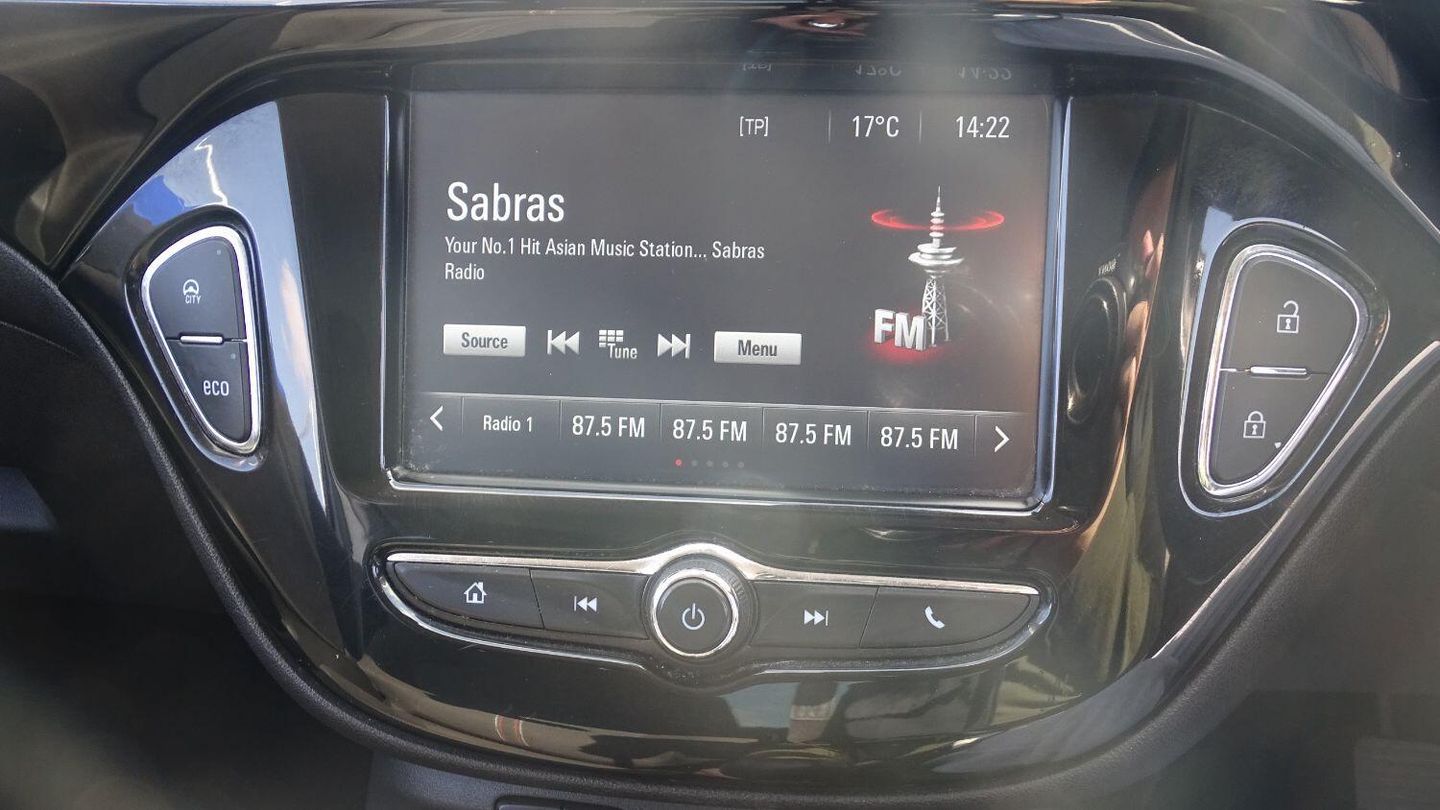 [TP] 17°C 14:22
Sabras
Your No.1 Hit Asian Music Station... Sabras
Radio
FM
Source Tune Menu
Radio 1 87.5 FM 87.5 FM 87.5 FM 87.5 FM
CITY
eco